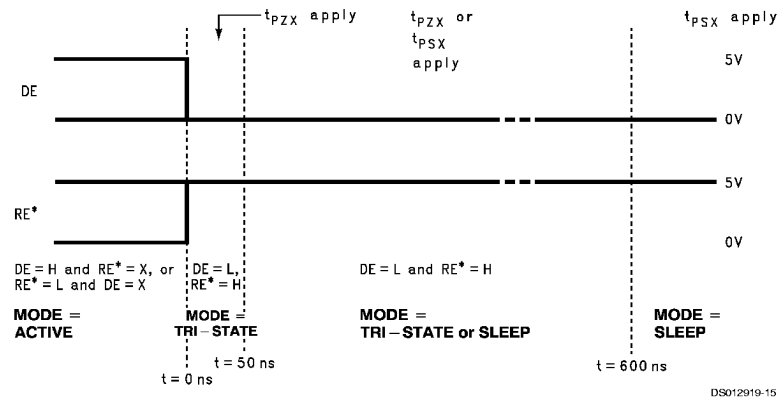 tPZX apply
tPZX or
tPSX
apply
tPSX apply
5V
DE
0V
5V
RE*
0V
DE = H and RE* = X, or
RE* = L and DE = X
DE = L,
RE* = H
DE = L and RE* = H
MODE =
ACTIVE
MODE =
TRI–STATE
MODE =
TRI–STATE or SLEEP
MODE =
SLEEP
t = 50 ns
t = 600 ns
t = 0 ns
DS012919-15